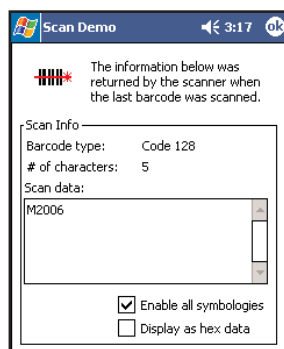 Scan Demo 3:17 ok
The information below was
returned by the scanner when
the last barcode was scanned.
Scan Info
Barcode type: Code 128
# of characters: 5
Scan data:
M2006
Enable all symbologies
Display as hex data